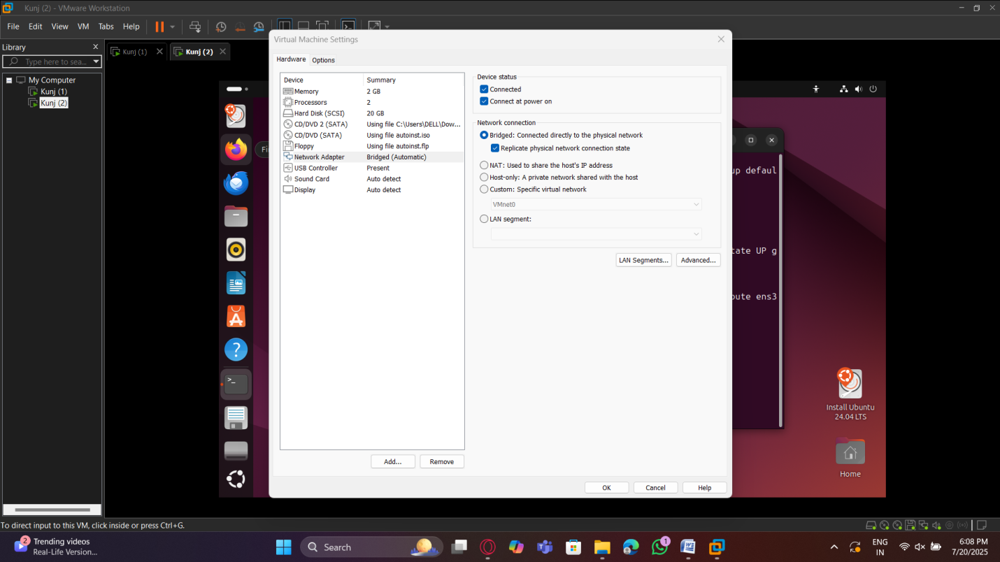 Kunj (2) - VMware Workstation
File Edit View VM Tabs Help
Library
Type here to sea...
My Computer
Kunj (1)
Kunj (2)
Kunj (1)
Kunj (2)
Virtual Machine Settings
Hardware Options
Device Summary
Memory 2 GB
Processors 2
Hard Disk (SCSI) 20 GB
CD/DVD 2 (SATA) Using file C:\Users\DELL\Dow...
CD/DVD (SATA) Using file autoinst.iso
Floppy Using file autoinst.flp
Network Adapter Bridged (Automatic)
USB Controller Present
Sound Card Auto detect
Display Auto detect
Add... Remove
Device status
Connected
Connect at power on
Network connection
Bridged: Connected directly to the physical network
Replicate physical network connection state
NAT: Used to share the host's IP address
Host-only: A private network shared with the host
Custom: Specific virtual network
VMnet0
LAN segment:
LAN Segments... Advanced...
OK Cancel Help
Fi
up defaul
tate UP g
oute ens3
Install Ubuntu
24.04 LTS
Home
To direct input to this VM, click inside or press Ctrl+G.
2
Trending videos
Real-Life Version...
Search
1
ENG
IN
6:08 PM
7/20/2025